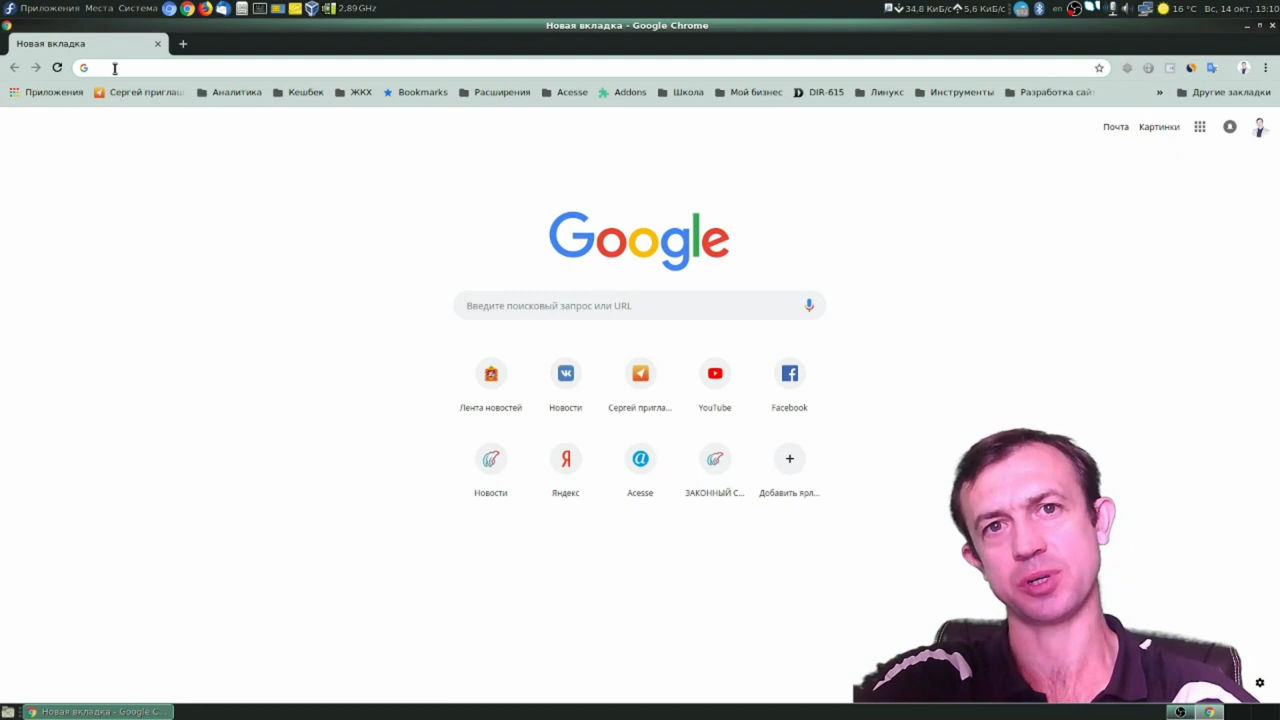 Приложения Места Система 2,89 GHz 34,8 КиБ/с 5,6 КиБ/с en 16 °C Вс, 14 окт, 13:10
Новая вкладка - Google Chrome
Новая вкладка
Приложения Сергей приглаш Аналитика Кешбек ЖКХ Bookmarks Расширения Acesse Addons Школа Мой бизнес DIR-615 Линукс Инструменты Разработка сайт » Другие закладки
Почта Картинки
Google
Введите поисковый запрос или URL
Лента новостей Новости Сергей пригла... YouTube Facebook
Новости Яндекс Acesse ЗАКОННЫЙ С... Добавить ярл...
Новая вкладка - Google C...